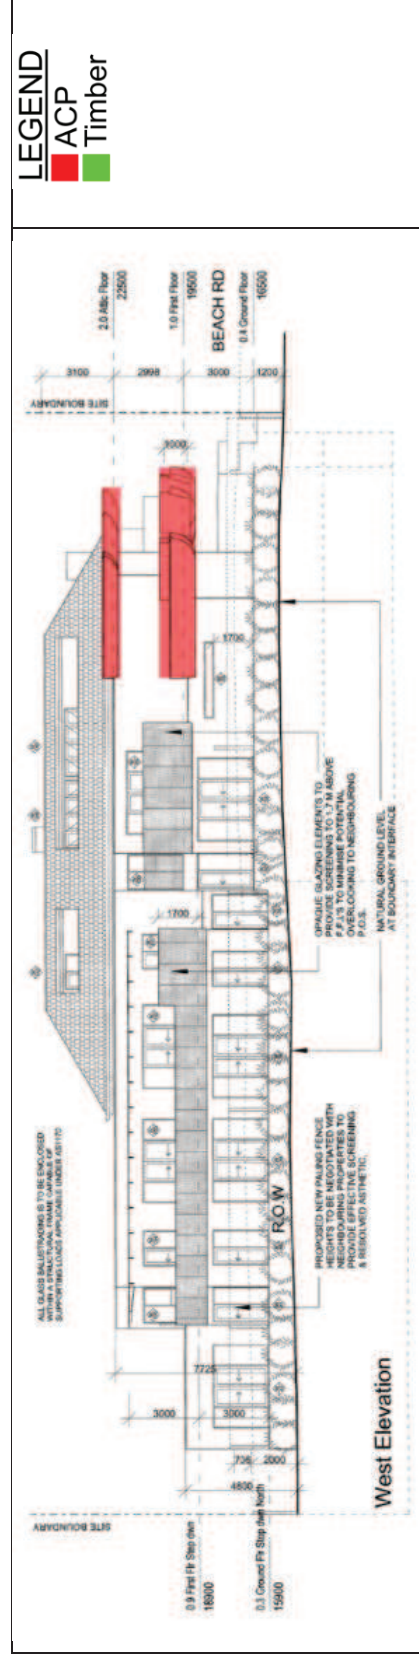 LEGEND
ACP
Timber
2.0 Attic Floor
22500
1.0 First Floor
19500
BEACH RD
0.4 Ground Floor
16500
3100
2998
3000
1200
SITE BOUNDARY
1000
1700
ALL GLASS BALUSTRADING IS TO BE ENCLOSED
WITHIN A STRUCTURAL FRAME CAPABLE OF
SUPPORTING LOADS APPLICABLE UNDER AS1170
1700
OPAQUE GLAZING ELEMENTS TO
PROVIDE SCREENING TO 1.7 M ABOVE
F.F.L'S TO MINIMISE POTENTIAL
OVERLOOKING TO NEIGHBOURING
P.O.S.
NATURAL GROUND LEVEL
AT BOUNDARY INTERFACE
PROPOSED NEW PALING FENCE
HEIGHTS TO BE NEGOTIATED WITH
NEIGHBOURING PROPERTIES TO
PROVIDE EFFECTIVE SCREENING
& RESOLVED ASTHETIC.
R.O.W
7725
3000
3000
736
2000
4800
SITE BOUNDARY
0.9 First Flr Step dwn
18900
0.3 Ground Flr Step dwn North
15900
West Elevation